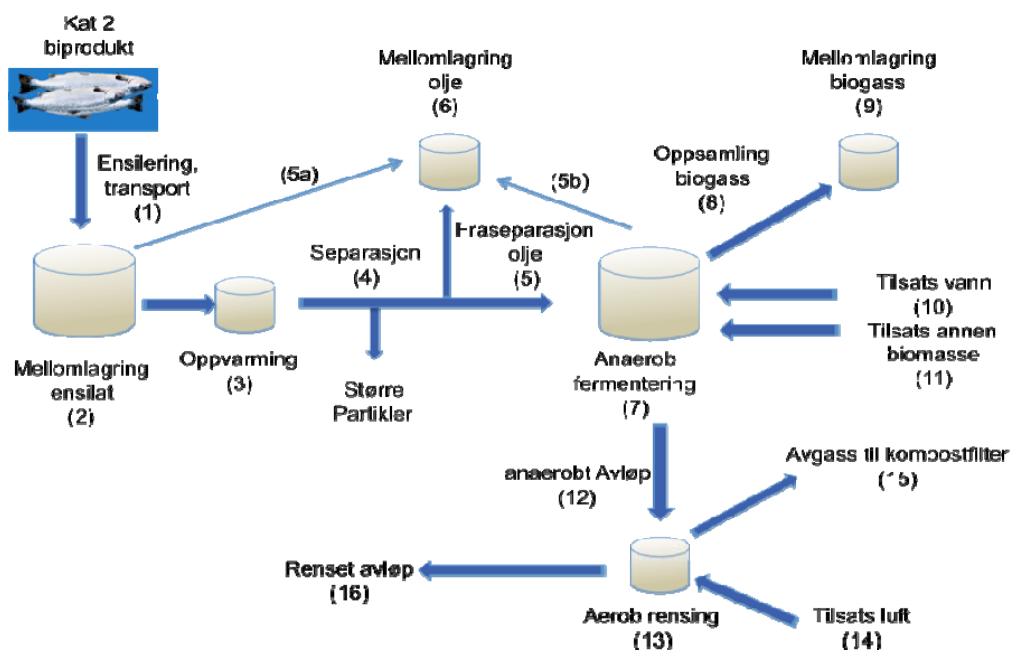 Kat 2
biprodukt
Mellomlagring
olje
(6)
Mellomlagring
biogass
(9)
Ensilering,
transport
(1)
(5a)
(5b)
Oppsamling
biogass
(8)
Separasjon
(4)
Fraseparasjon
olje
(5)
Tilsats vann
(10)
Tilsats annen
biomasse
(11)
Mellomlagring
ensilat
(2)
Oppvarming
(3)
Større
Partikler
Anaerob
fermentering
(7)
anaerobt Avløp
(12)
Avgass til kompostfilter
(15)
Renset avløp
(16)
Aerob rensing
(13)
Tilsats luft
(14)